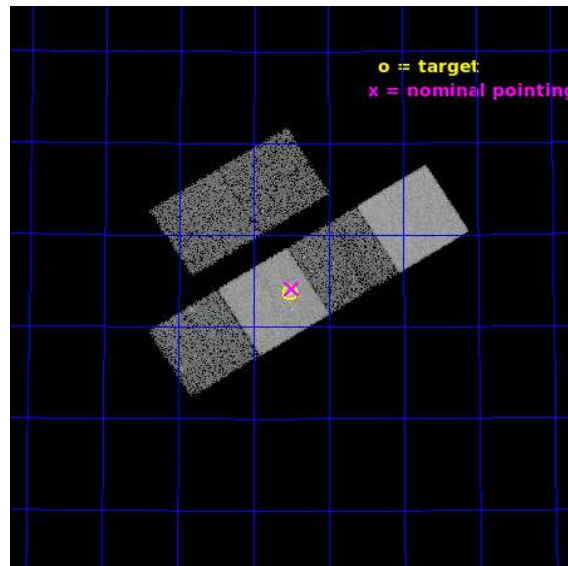 o = target
x = nominal pointing